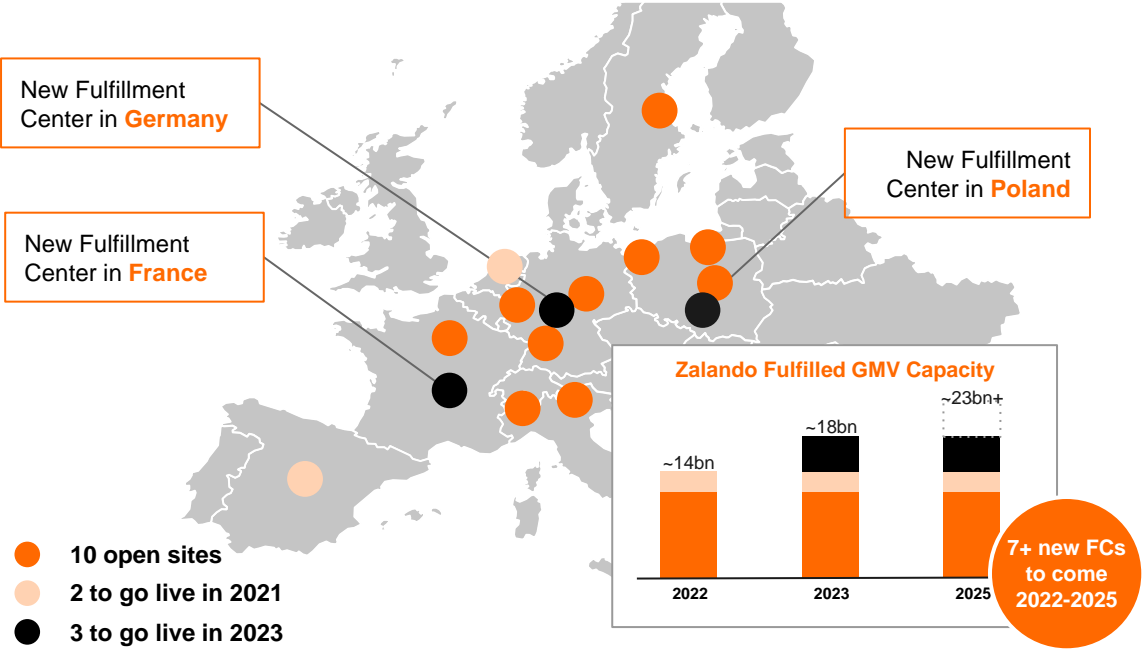 New Fulfillment
Center in Germany
New Fulfillment
Center in Poland
New Fulfillment
Center in France
Zalando Fulfilled GMV Capacity
~14bn
~18bn
~23bn+
2022
2023
2025
7+ new FCs
to come
2022-2025
10 open sites
2 to go live in 2021
3 to go live in 2023